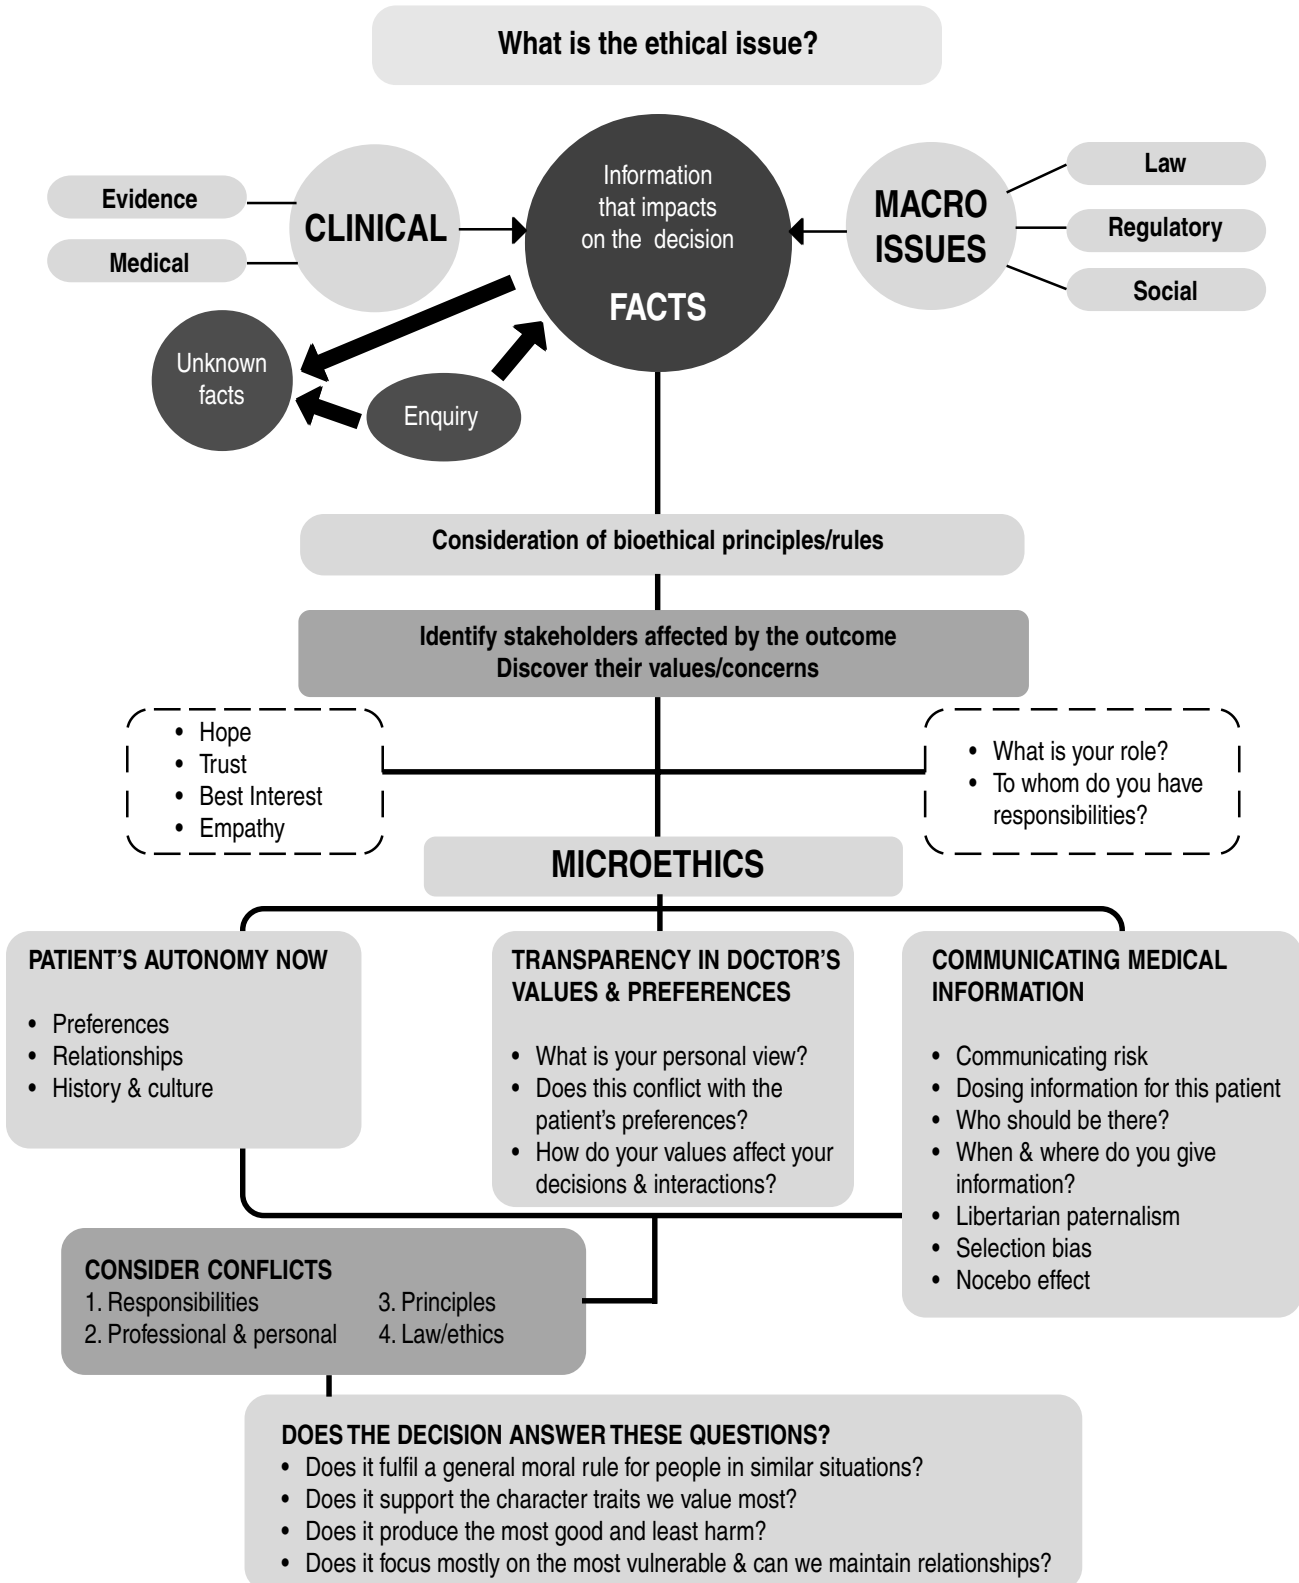 What is the ethical issue?
Evidence
Medical
CLINICAL
Information
that impacts
on the decision
FACTS
MACRO
ISSUES
Law
Regulatory
Social
Unknown
facts
Enquiry
Consideration of bioethical principles/rules
Identify stakeholders affected by the outcome
Discover their values/concerns
• Hope
• Trust
• Best Interest
• Empathy
• What is your role?
• To whom do you have
responsibilities?
MICROETHICS
PATIENT'S AUTONOMY NOW
• Preferences
• Relationships
• History & culture
TRANSPARENCY IN DOCTOR'S
VALUES & PREFERENCES
• What is your personal view?
• Does this conflict with the
patient's preferences?
• How do your values affect your
decisions & interactions?
COMMUNICATING MEDICAL
INFORMATION
• Communicating risk
• Dosing information for this patient
• Who should be there?
• When & where do you give
information?
• Libertarian paternalism
• Selection bias
• Nocebo effect
CONSIDER CONFLICTS
1. Responsibilities 3. Principles
2. Professional & personal 4. Law/ethics
DOES THE DECISION ANSWER THESE QUESTIONS?
• Does it fulfil a general moral rule for people in similar situations?
• Does it support the character traits we value most?
• Does it produce the most good and least harm?
• Does it focus mostly on the most vulnerable & can we maintain relationships?